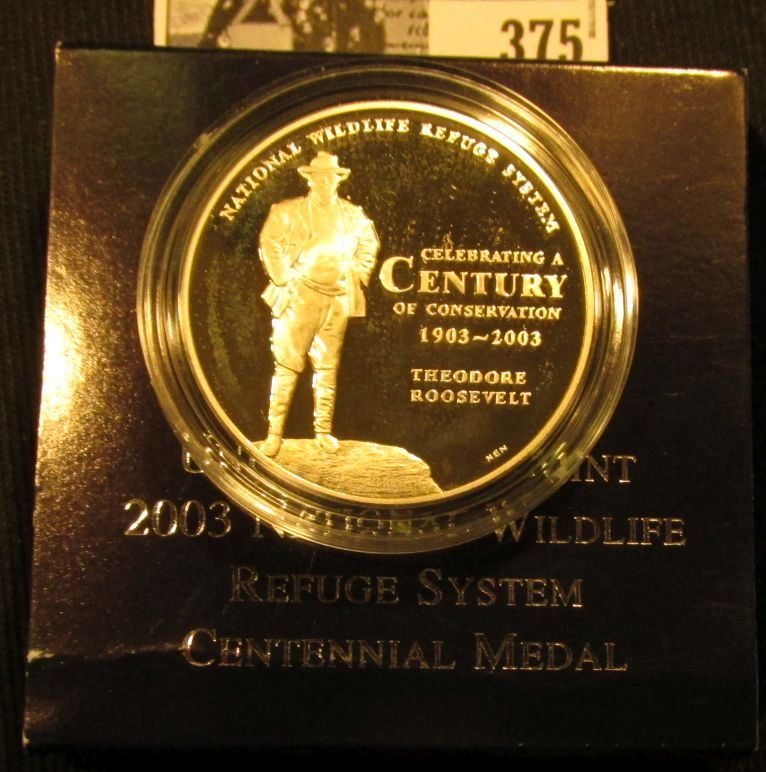 375
NATIONAL WILDLIFE REFUGE SYSTEM
CELEBRATING A
CENTURY
OF CONSERVATION
1903~2003
THEODORE
ROOSEVELT
NEN
2003 NATIONAL WILDLIFE
REFUGE SYSTEM
CENTENNIAL MEDAL